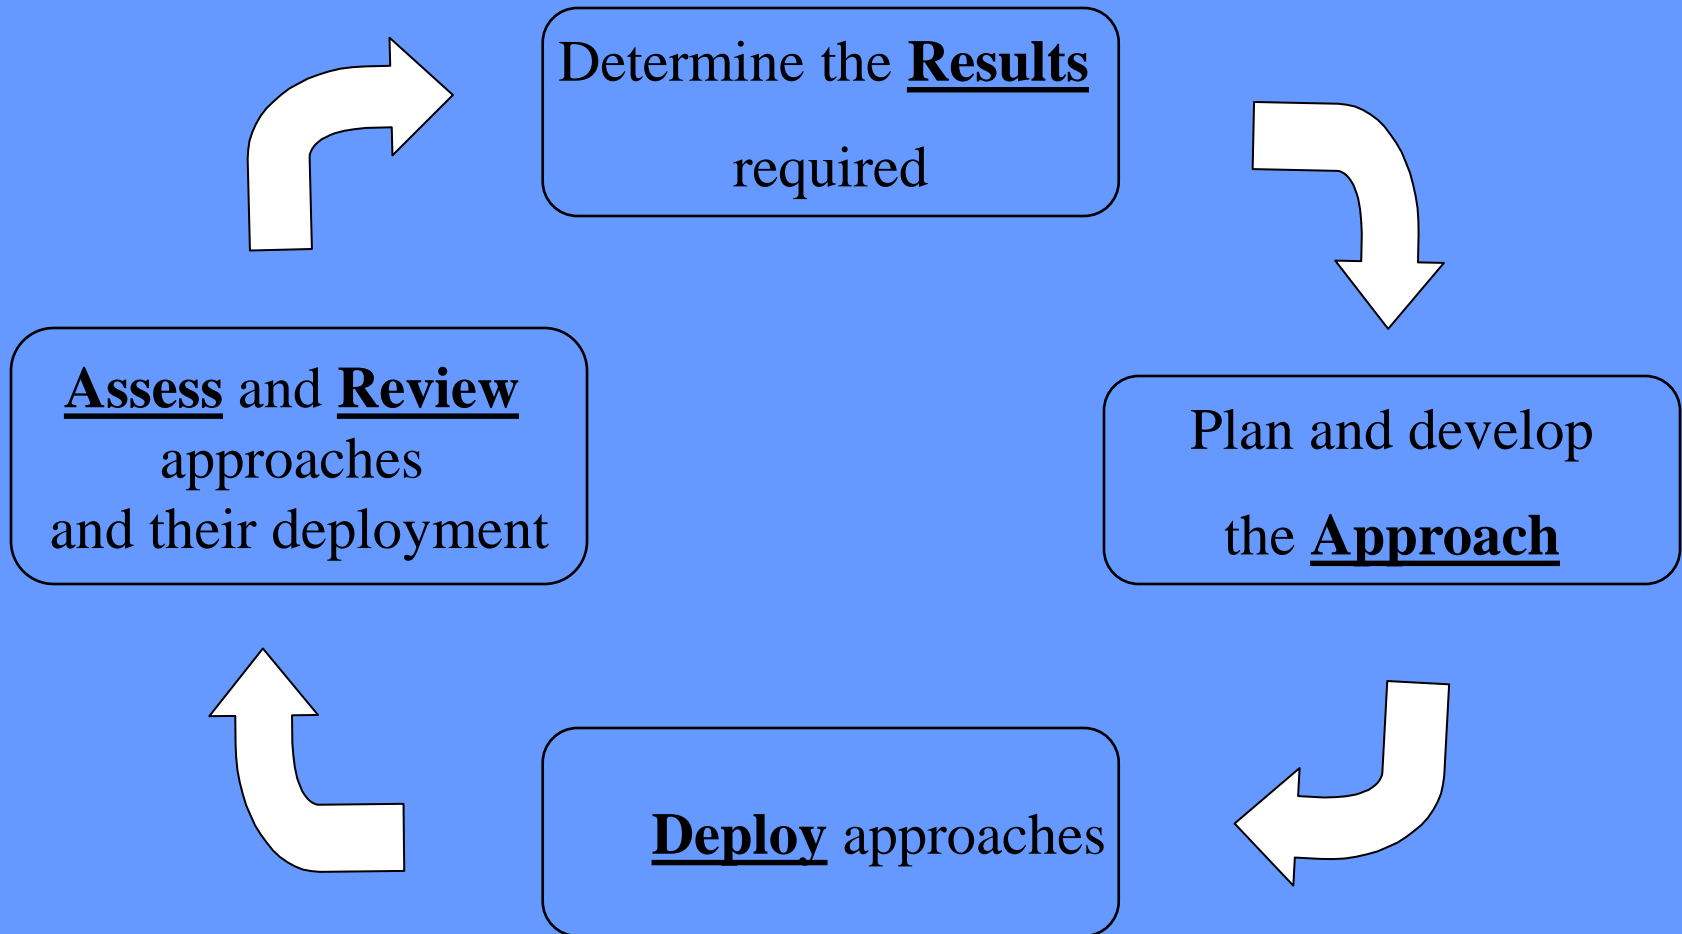 Determine the Results
required
Plan and develop
the Approach
Deploy approaches
Assess and Review
approaches
and their deployment